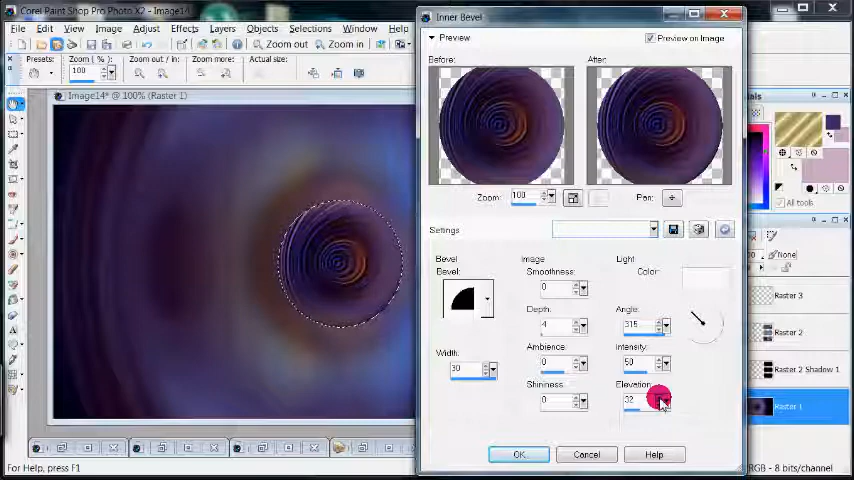 Corel Paint Shop Pro Photo X2 - Image14
File Edit View Image Adjust Effects Layers Objects Selections Window Help
Zoom out Zoom in
Presets: Zoom ( % ): Zoom out/in: Zoom more: Actual size:
100
Image14* @ 100% (Raster 1)
Inner Bevel
Preview
Preview on Image
Before: After:
Zoom: 100 Pen:
Settings
Bevel Image Light
Bevel: Smoothness: Color:
0
Depth: Angle:
4 315
Width: Ambience: Intensity:
30 0 50
Shininess: Elevation:
0 32
OK Cancel Help
All tools
None
Raster 3
Raster 2
Raster 2 Shadow 1
Raster 1
For Help, press F1
RGB - 8 bits/channel